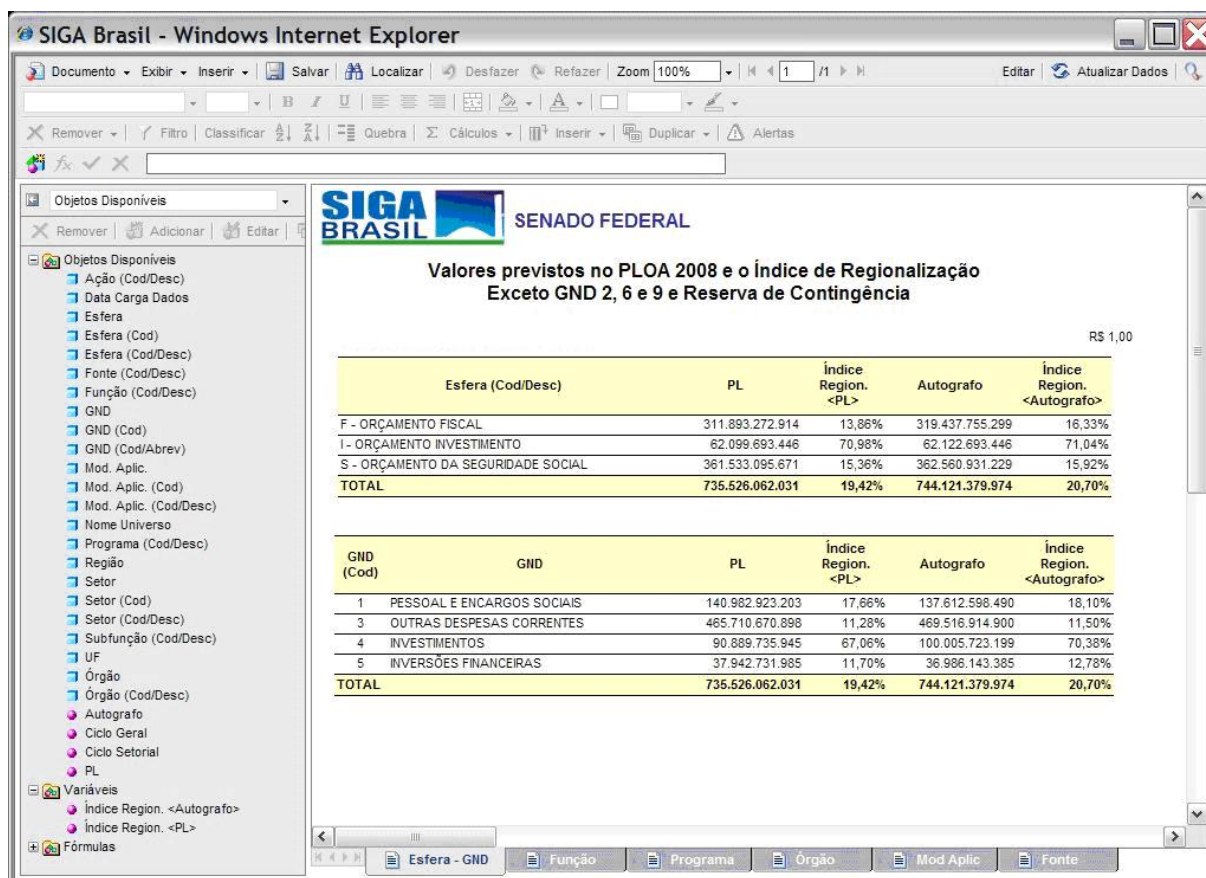 SIGA Brasil - Windows Internet Explorer
Documento Exibir Inserir Salvar Localizar Desfazer Refazer Zoom 100% 1 /1 Editar Atualizar Dados
B I U A
Remover Filtro Classificar Quebra Σ Cálculos Inserir Duplicar Alertas
fx
Objetos Disponíveis
Remover Adicionar Editar
Objetos Disponíveis
Ação (Cod/Desc)
Data Carga Dados
Esfera
Esfera (Cod)
Esfera (Cod/Desc)
Fonte (Cod/Desc)
Função (Cod/Desc)
GND
GND (Cod)
GND (Cod/Abrev)
Mod. Aplic.
Mod. Aplic. (Cod)
Mod. Aplic. (Cod/Desc)
Nome Universo
Programa (Cod/Desc)
Região
Setor
Setor (Cod)
Setor (Cod/Desc)
Subfunção (Cod/Desc)
UF
Órgão
Órgão (Cod/Desc)
Autografo
Ciclo Geral
Ciclo Setorial
PL
Variáveis
Índice Region. <Autografo>
Índice Region. <PL>
Fórmulas
SIGA
BRASIL
SENADO FEDERAL
Valores previstos no PLOA 2008 e o Índice de Regionalização
Exceto GND 2, 6 e 9 e Reserva de Contingência
R$ 1,00
Esfera (Cod/Desc) PL Índice Region. <PL> Autografo Índice Region. <Autografo>
F - ORÇAMENTO FISCAL 311.893.272.914 13,86% 319.437.755.299 16,33%
I - ORÇAMENTO INVESTIMENTO 62.099.693.446 70,98% 62.122.693.446 71,04%
S - ORÇAMENTO DA SEGURIDADE SOCIAL 361.533.095.671 15,36% 362.560.931.229 15,92%
TOTAL 735.526.062.031 19,42% 744.121.379.974 20,70%
GND (Cod) GND PL Índice Region. <PL> Autografo Índice Region. <Autografo>
1 PESSOAL E ENCARGOS SOCIAIS 140.982.923.203 17,66% 137.612.598.490 18,10%
3 OUTRAS DESPESAS CORRENTES 465.710.670.898 11,28% 469.516.914.900 11,50%
4 INVESTIMENTOS 90.889.735.945 67,06% 100.005.723.199 70,38%
5 INVERSÕES FINANCEIRAS 37.942.731.985 11,70% 36.986.143.385 12,78%
TOTAL 735.526.062.031 19,42% 744.121.379.974 20,70%
Esfera - GND Função Programa Órgão Mod Aplic Fonte